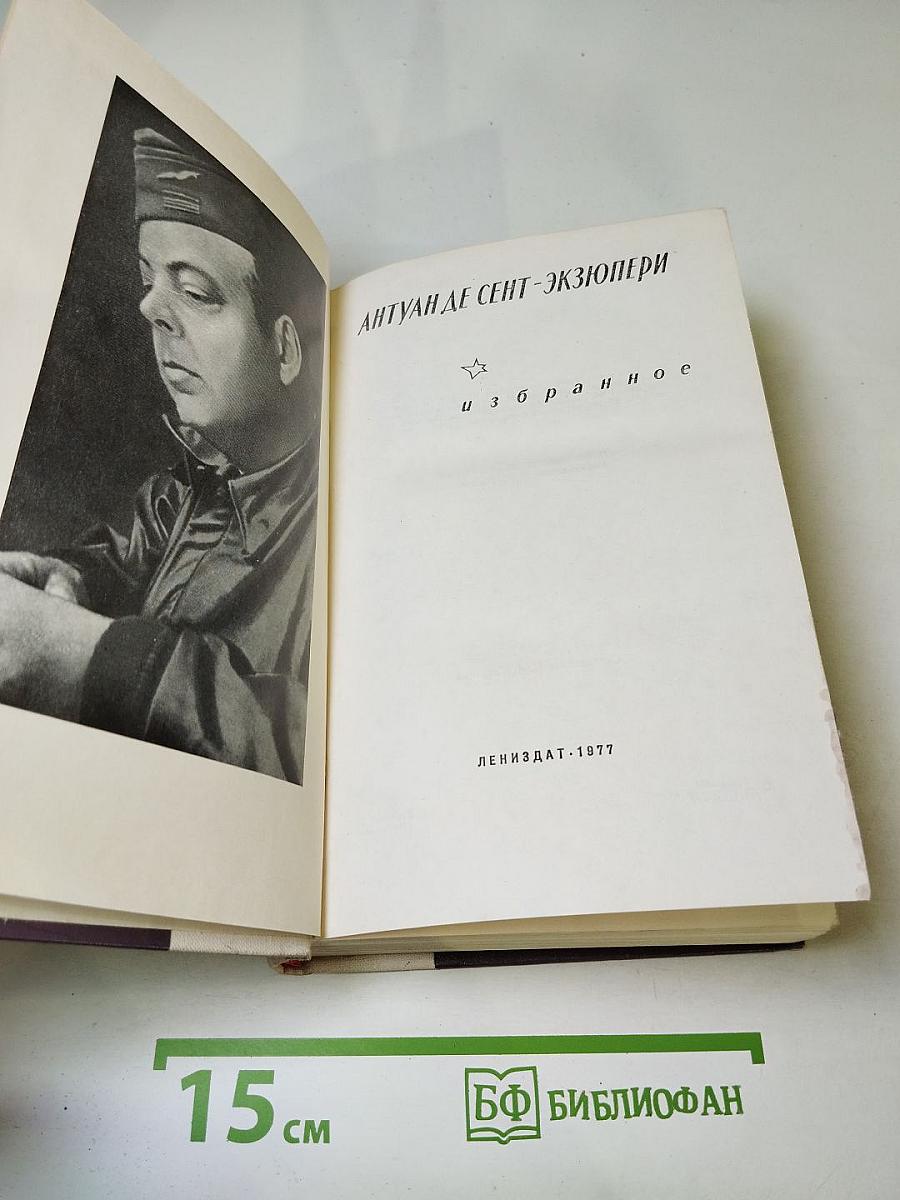 АНТУАН ДЕ СЕНТ-ЭКЗЮПЕРИ
избранное
ЛЕНИЗДАТ·1977
15 см
БФ БИБЛИОФАН